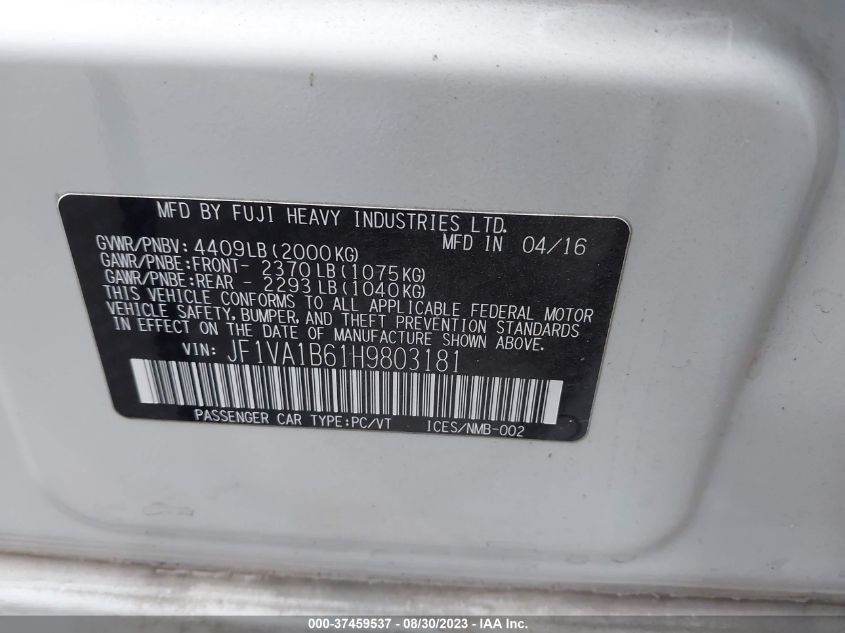 MFD BY FUJI HEAVY INDUSTRIES LTD.
MFD IN 04/16
GVWR/PNBV: 4409LB(2000KG)
GAWR/PNBE:FRONT- 2370LB(1075KG)
GAWR/PNBE:REAR - 2293LB(1040KG)
THIS VEHICLE CONFORMS TO ALL APPLICABLE FEDERAL MOTOR
VEHICLE SAFETY, BUMPER, AND THEFT PREVENTION STANDARDS
IN EFFECT ON THE DATE OF MANUFACTURE SHOWN ABOVE.
VIN: JF1VA1B61H9803181
PASSENGER CAR TYPE:PC/VT ICES/NMB-002
000-37459537 - 08/30/2023 - © IAA, Inc.